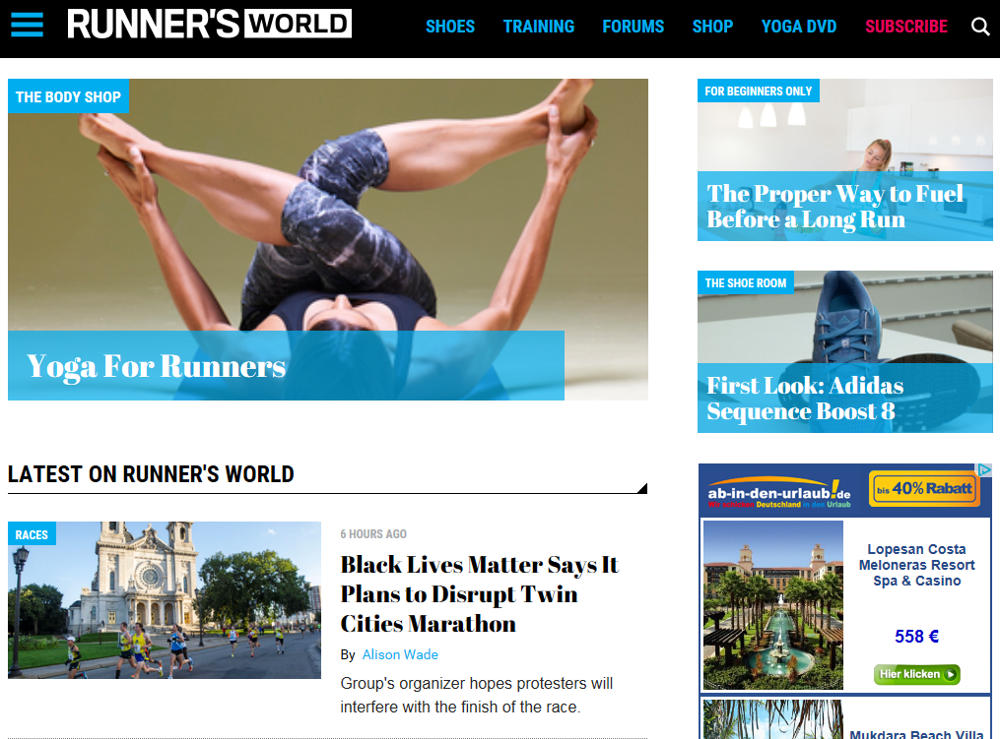 RUNNER'S WORLD
SHOES TRAINING FORUMS SHOP YOGA DVD SUBSCRIBE
THE BODY SHOP
Yoga For Runners
FOR BEGINNERS ONLY
The Proper Way to Fuel
Before a Long Run
THE SHOE ROOM
First Look: Adidas
Sequence Boost 8
LATEST ON RUNNER'S WORLD
RACES
6 HOURS AGO
Black Lives Matter Says It
Plans to Disrupt Twin
Cities Marathon
By Alison Wade
Group's organizer hopes protesters will
interfere with the finish of the race.
ab-in-den-urlaub.de
Deutschland in den Urlaub
bis 40% Rabatt
Lopesan Costa
Meloneras Resort
Spa & Casino
558 €
Hier klicken
Mukdara Beach Villa